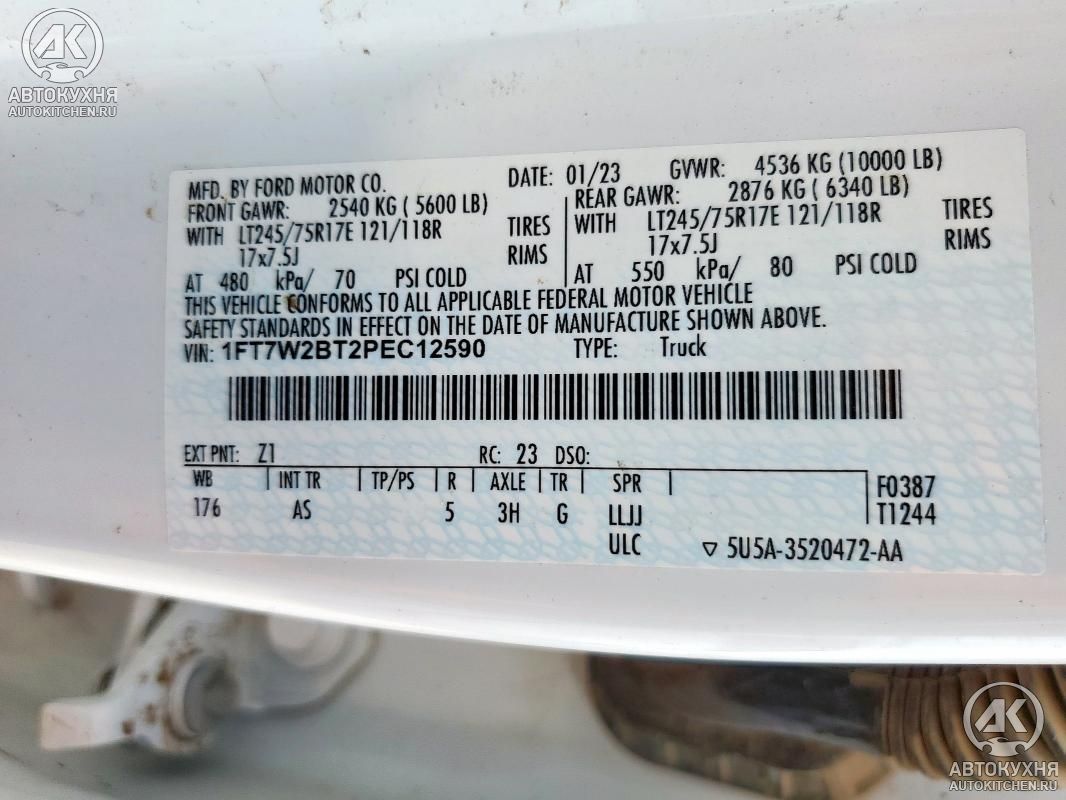 АК
АВТОКУХНЯ
AUTOKITCHEN.RU
MFD. BY FORD MOTOR CO. DATE: 01/23 GVWR: 4536 KG (10000 LB)
FRONT GAWR: 2540 KG ( 5600 LB) REAR GAWR: 2876 KG ( 6340 LB)
WITH LT245/75R17E 121/118R TIRES WITH LT245/75R17E 121/118R TIRES
17x7.5J RIMS 17x7.5J RIMS
AT 480 kPa/ 70 PSI COLD AT 550 kPa/ 80 PSI COLD
THIS VEHICLE CONFORMS TO ALL APPLICABLE FEDERAL MOTOR VEHICLE
SAFETY STANDARDS IN EFFECT ON THE DATE OF MANUFACTURE SHOWN ABOVE.
VIN: 1FT7W2BT2PEC12590 TYPE: Truck
EXT PNT: Z1 RC: 23 DSO:
WB INT TR TP/PS R AXLE TR SPR F0387
176 AS 5 3H G LLJJ T1244
ULC ▽ 5U5A-3520472-AA
АК
АВТОКУХНЯ
AUTOKITCHEN.RU